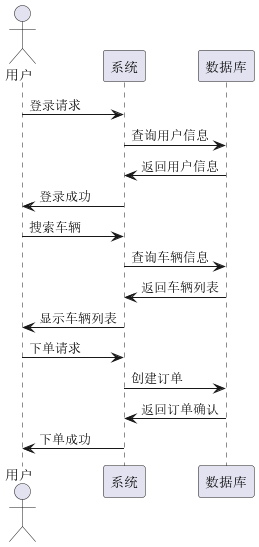 用户
系统
数据库
登录请求
查询用户信息
返回用户信息
登录成功
搜索车辆
查询车辆信息
返回车辆列表
显示车辆列表
下单请求
创建订单
返回订单确认
下单成功
用户
系统
数据库